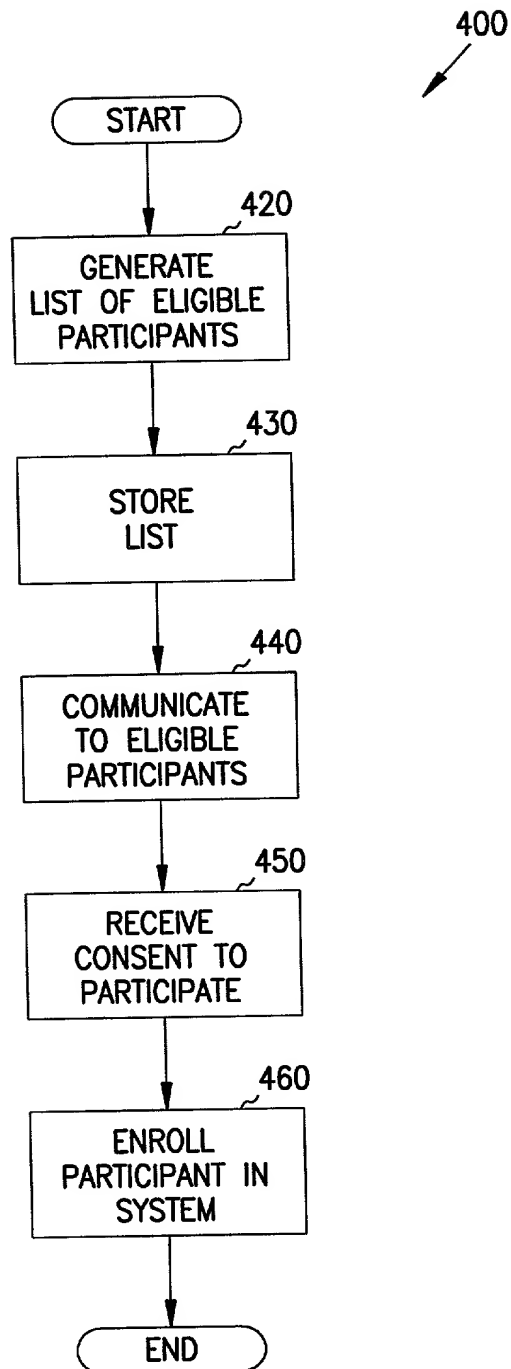 400
START
420
GENERATE
LIST OF ELIGIBLE
PARTICIPANTS
430
STORE
LIST
440
COMMUNICATE
TO ELIGIBLE
PARTICIPANTS
450
RECEIVE
CONSENT TO
PARTICIPATE
460
ENROLL
PARTICIPANT IN
SYSTEM
END